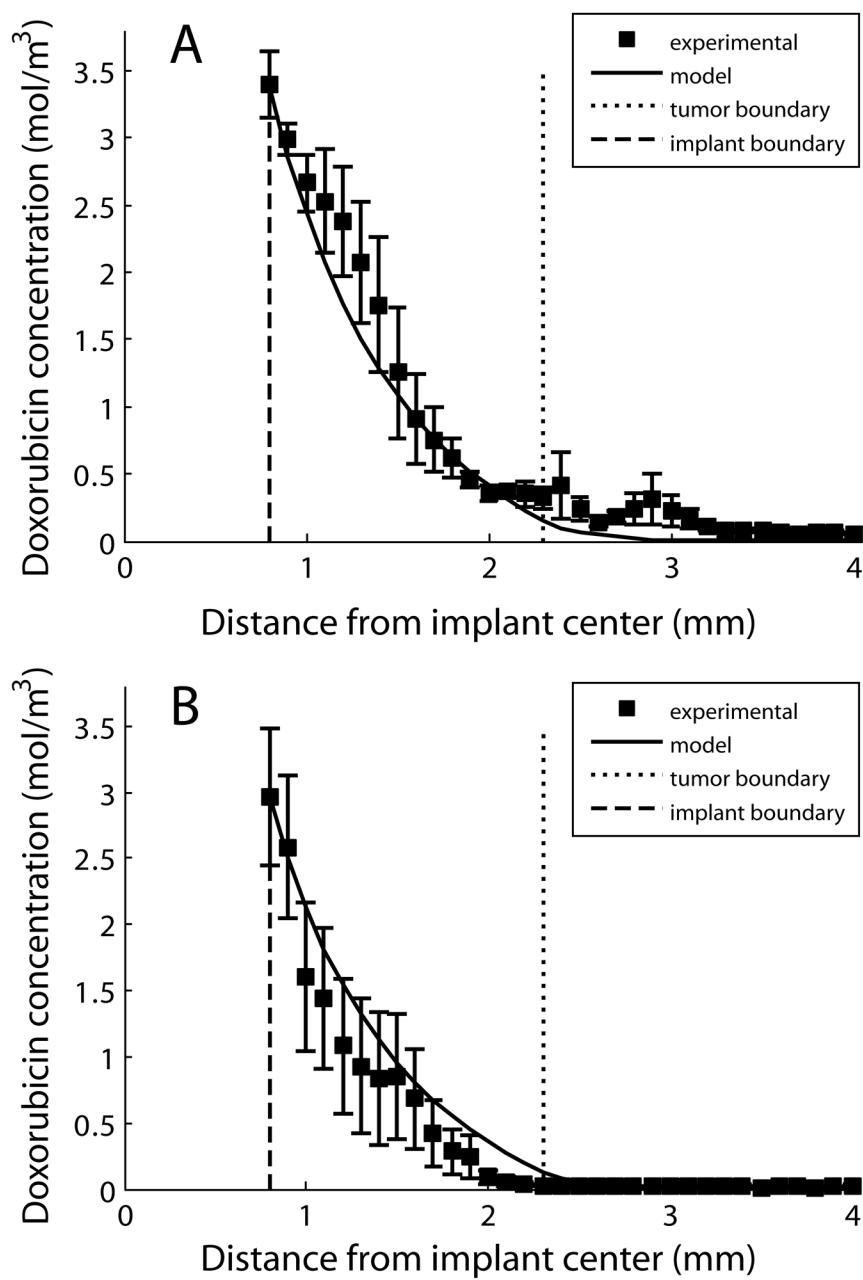 A
experimental
model
tumor boundary
implant boundary
Doxorubicin concentration (mol/m³)
3.5
3
2.5
2
1.5
1
0.5
0
0 1 2 3 4
Distance from implant center (mm)
B
experimental
model
tumor boundary
implant boundary
Doxorubicin concentration (mol/m³)
3.5
3
2.5
2
1.5
1
0.5
0
0 1 2 3 4
Distance from implant center (mm)